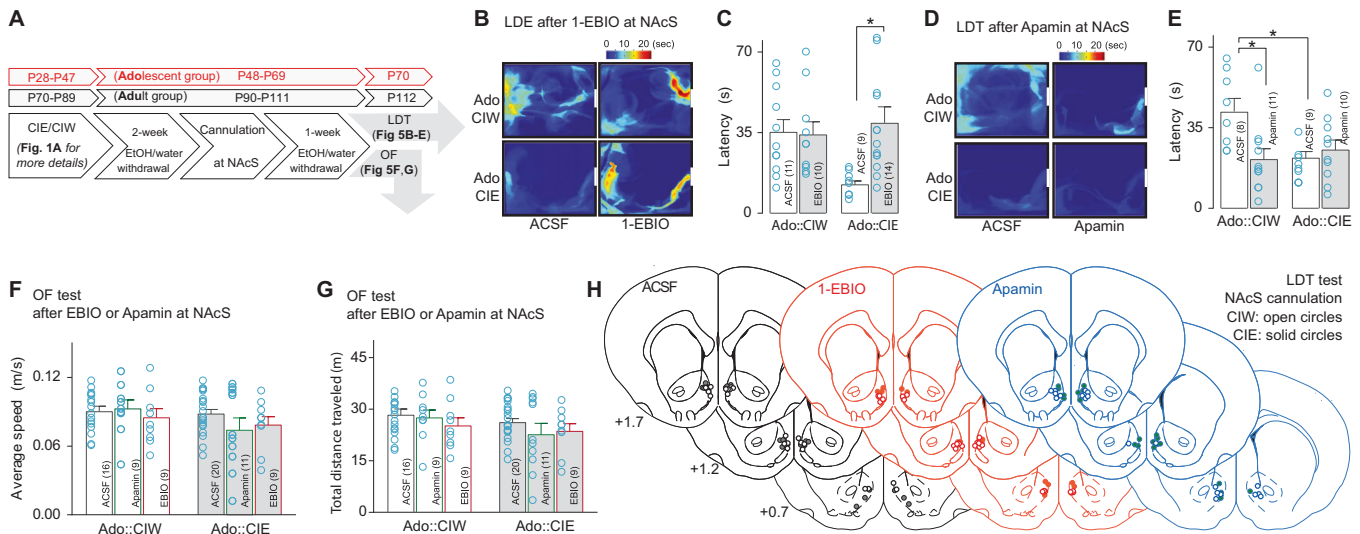 A
P28-P47
(Adolescent group)
P48-P69
P70
P70-P89
(Adult group)
P90-P111
P112
CIE/CIW
(Fig. 1A for
more details)
2-week
EtOH/water
withdrawal
Cannulation
at NAcS
1-week
EtOH/water
withdrawal
LDT
(Fig 5B-E)
OF
(Fig 5F,G)
B
LDE after 1-EBIO at NAcS
0 10 20 (sec)
Ado
CIW
Ado
CIE
ACSF
1-EBIO
C
Latency (s)
70
35
0
ACSF (11)
EBIO (10)
ACSF (9)
EBIO (14)
*
Ado::CIW
Ado::CIE
D
LDT after Apamin at NAcS
0 10 20 (sec)
Ado
CIW
Ado
CIE
ACSF
Apamin
E
Latency (s)
70
35
0
ACSF (8)
Apamin (11)
ACSF (9)
Apamin (10)
*
*
Ado::CIW
Ado::CIE
F
OF test
after EBIO or Apamin at NAcS
Average speed (m/s)
0.12
0.06
0.00
ACSF (16)
Apamin (9)
EBIO (9)
ACSF (20)
Apamin (11)
EBIO (9)
Ado::CIW
Ado::CIE
G
OF test
after EBIO or Apamin at NAcS
Total distance traveled (m)
45
30
15
0
ACSF (16)
Apamin (9)
EBIO (9)
ACSF (20)
Apamin (11)
EBIO (9)
Ado::CIW
Ado::CIE
H
ACSF
1-EBIO
Apamin
LDT test
NAcS cannulation
CIW: open circles
CIE: solid circles
+1.7
+1.2
+0.7